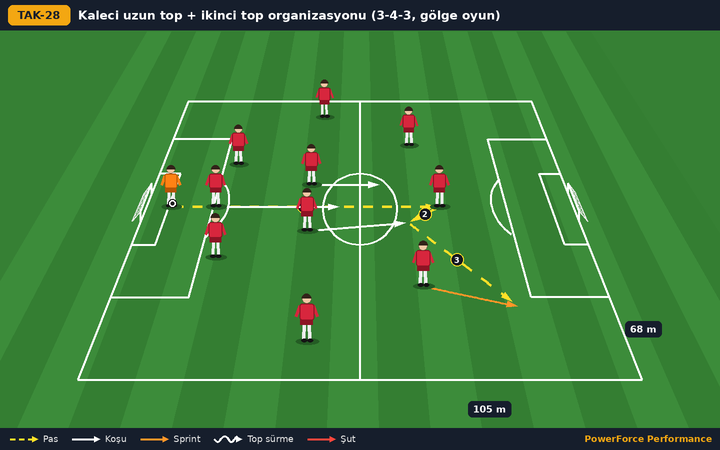 TAK-28 Kaleci uzun top + ikinci top organizasyonu (3-4-3, gölge oyun)
2
3
68 m
105 m
Pas Koşu Sprint Top sürme Şut PowerForce Performance